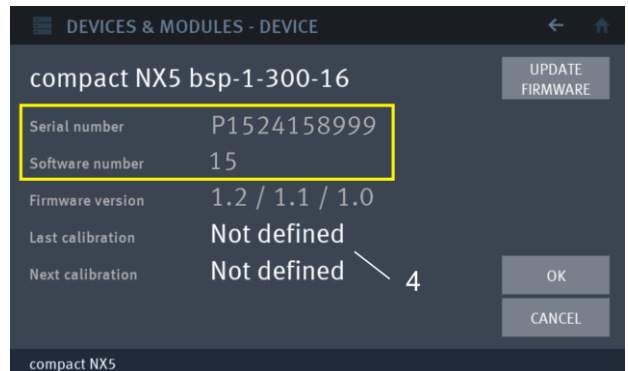 DEVICES & MODULES - DEVICE
compact NX5 bsp-1-300-16
UPDATE
FIRMWARE
Serial number P1524158999
Software number 15
Firmware version 1.2 / 1.1 / 1.0
Last calibration Not defined
Next calibration Not defined
4
OK
CANCEL
compact NX5